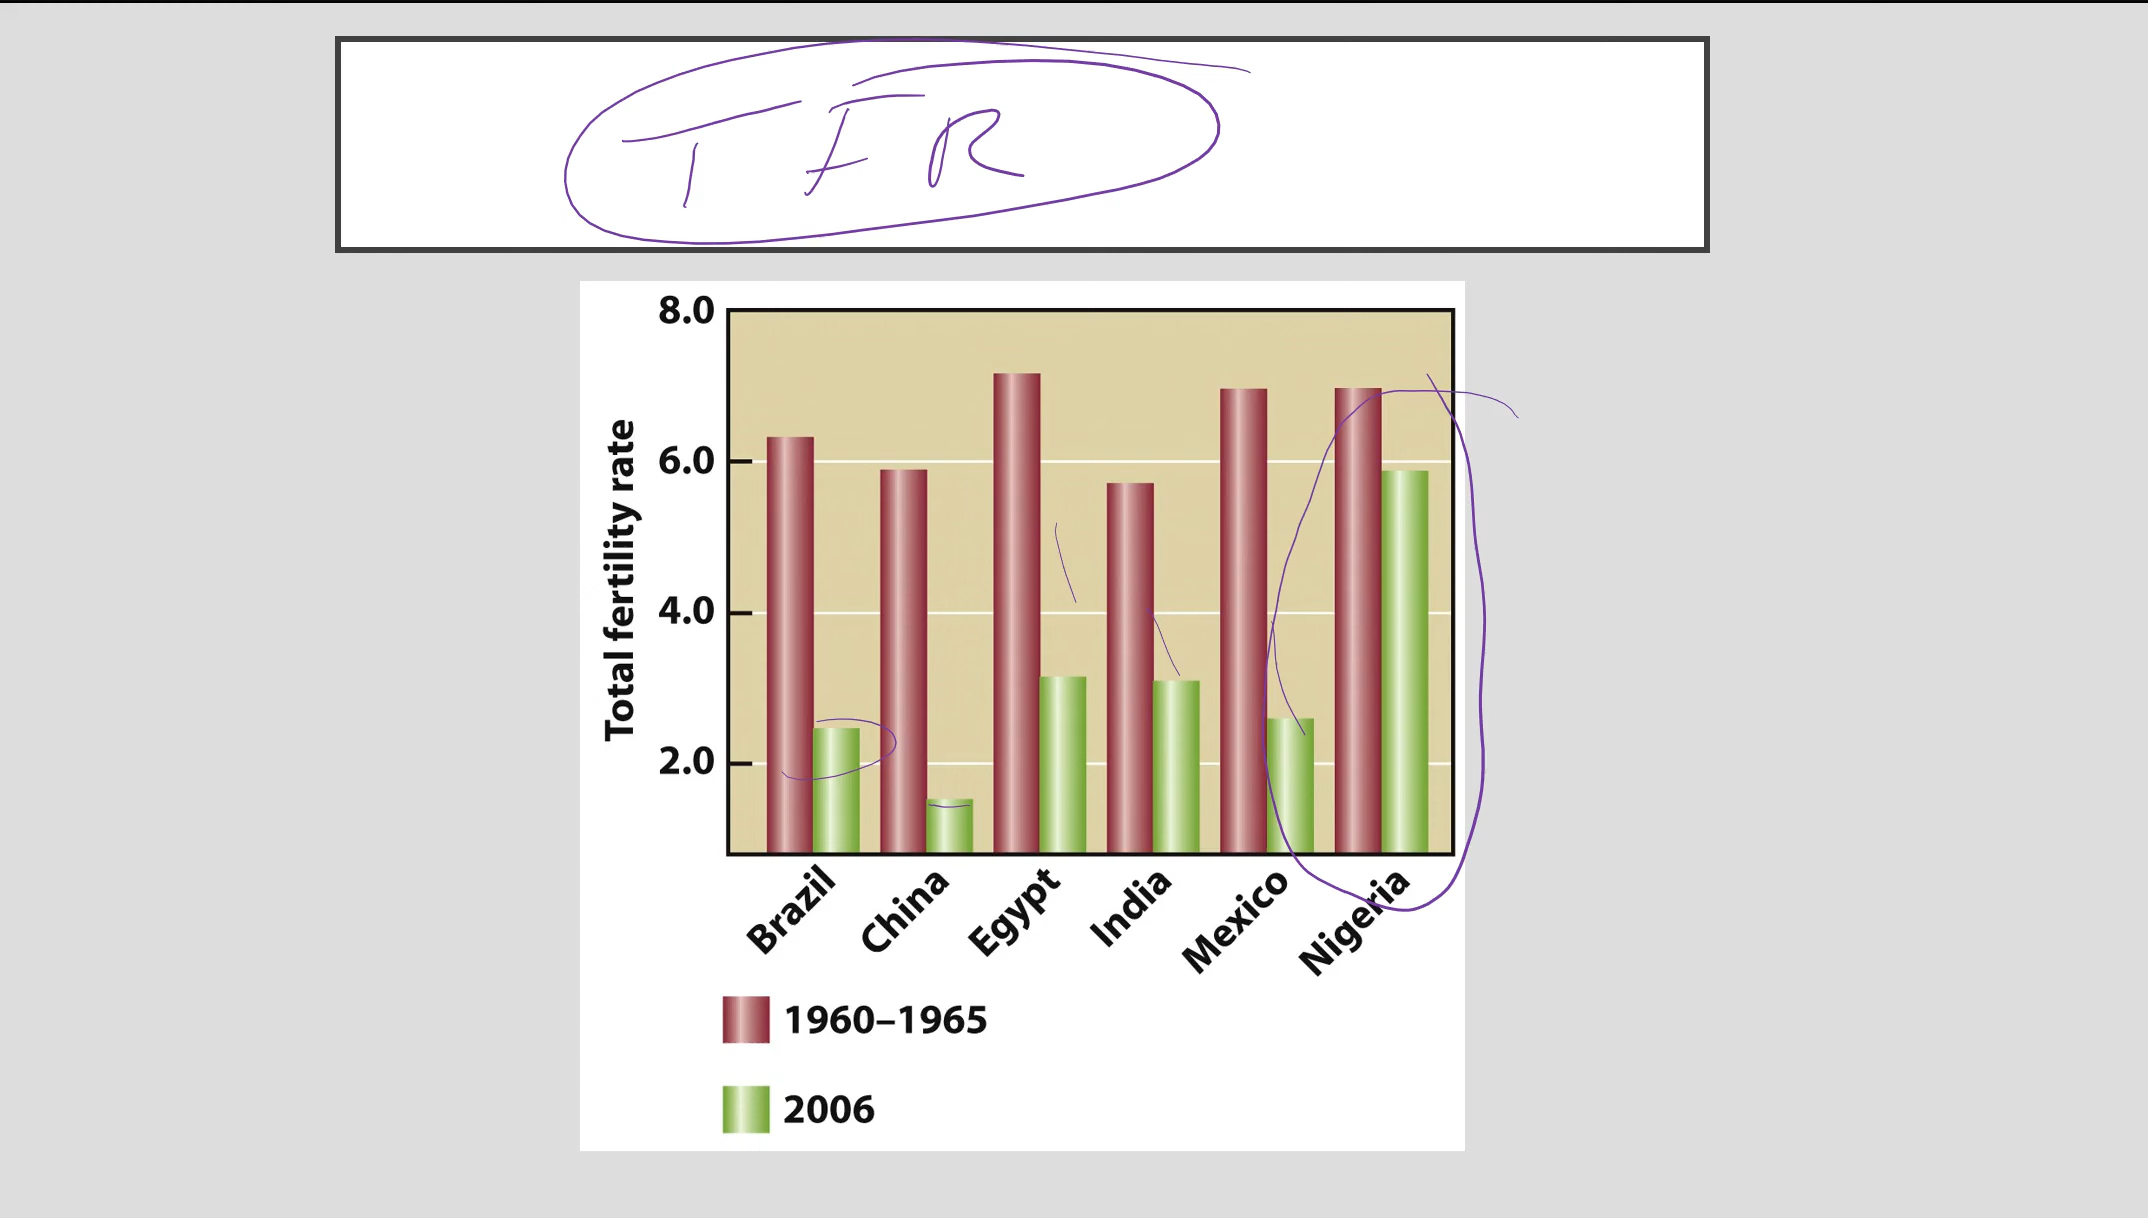 TFR
8.0
6.0
4.0
2.0
Total fertility rate
Brazil
China
Egypt
India
Mexico
Nigeria
1960–1965
2006